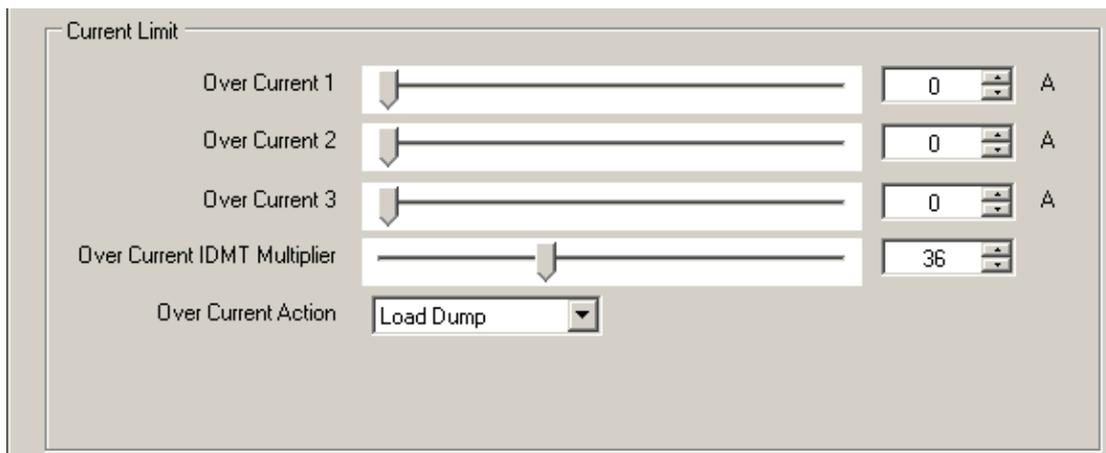 Current Limit
Over Current 1 0 A
Over Current 2 0 A
Over Current 3 0 A
Over Current IDMT Multiplier 36
Over Current Action Load Dump